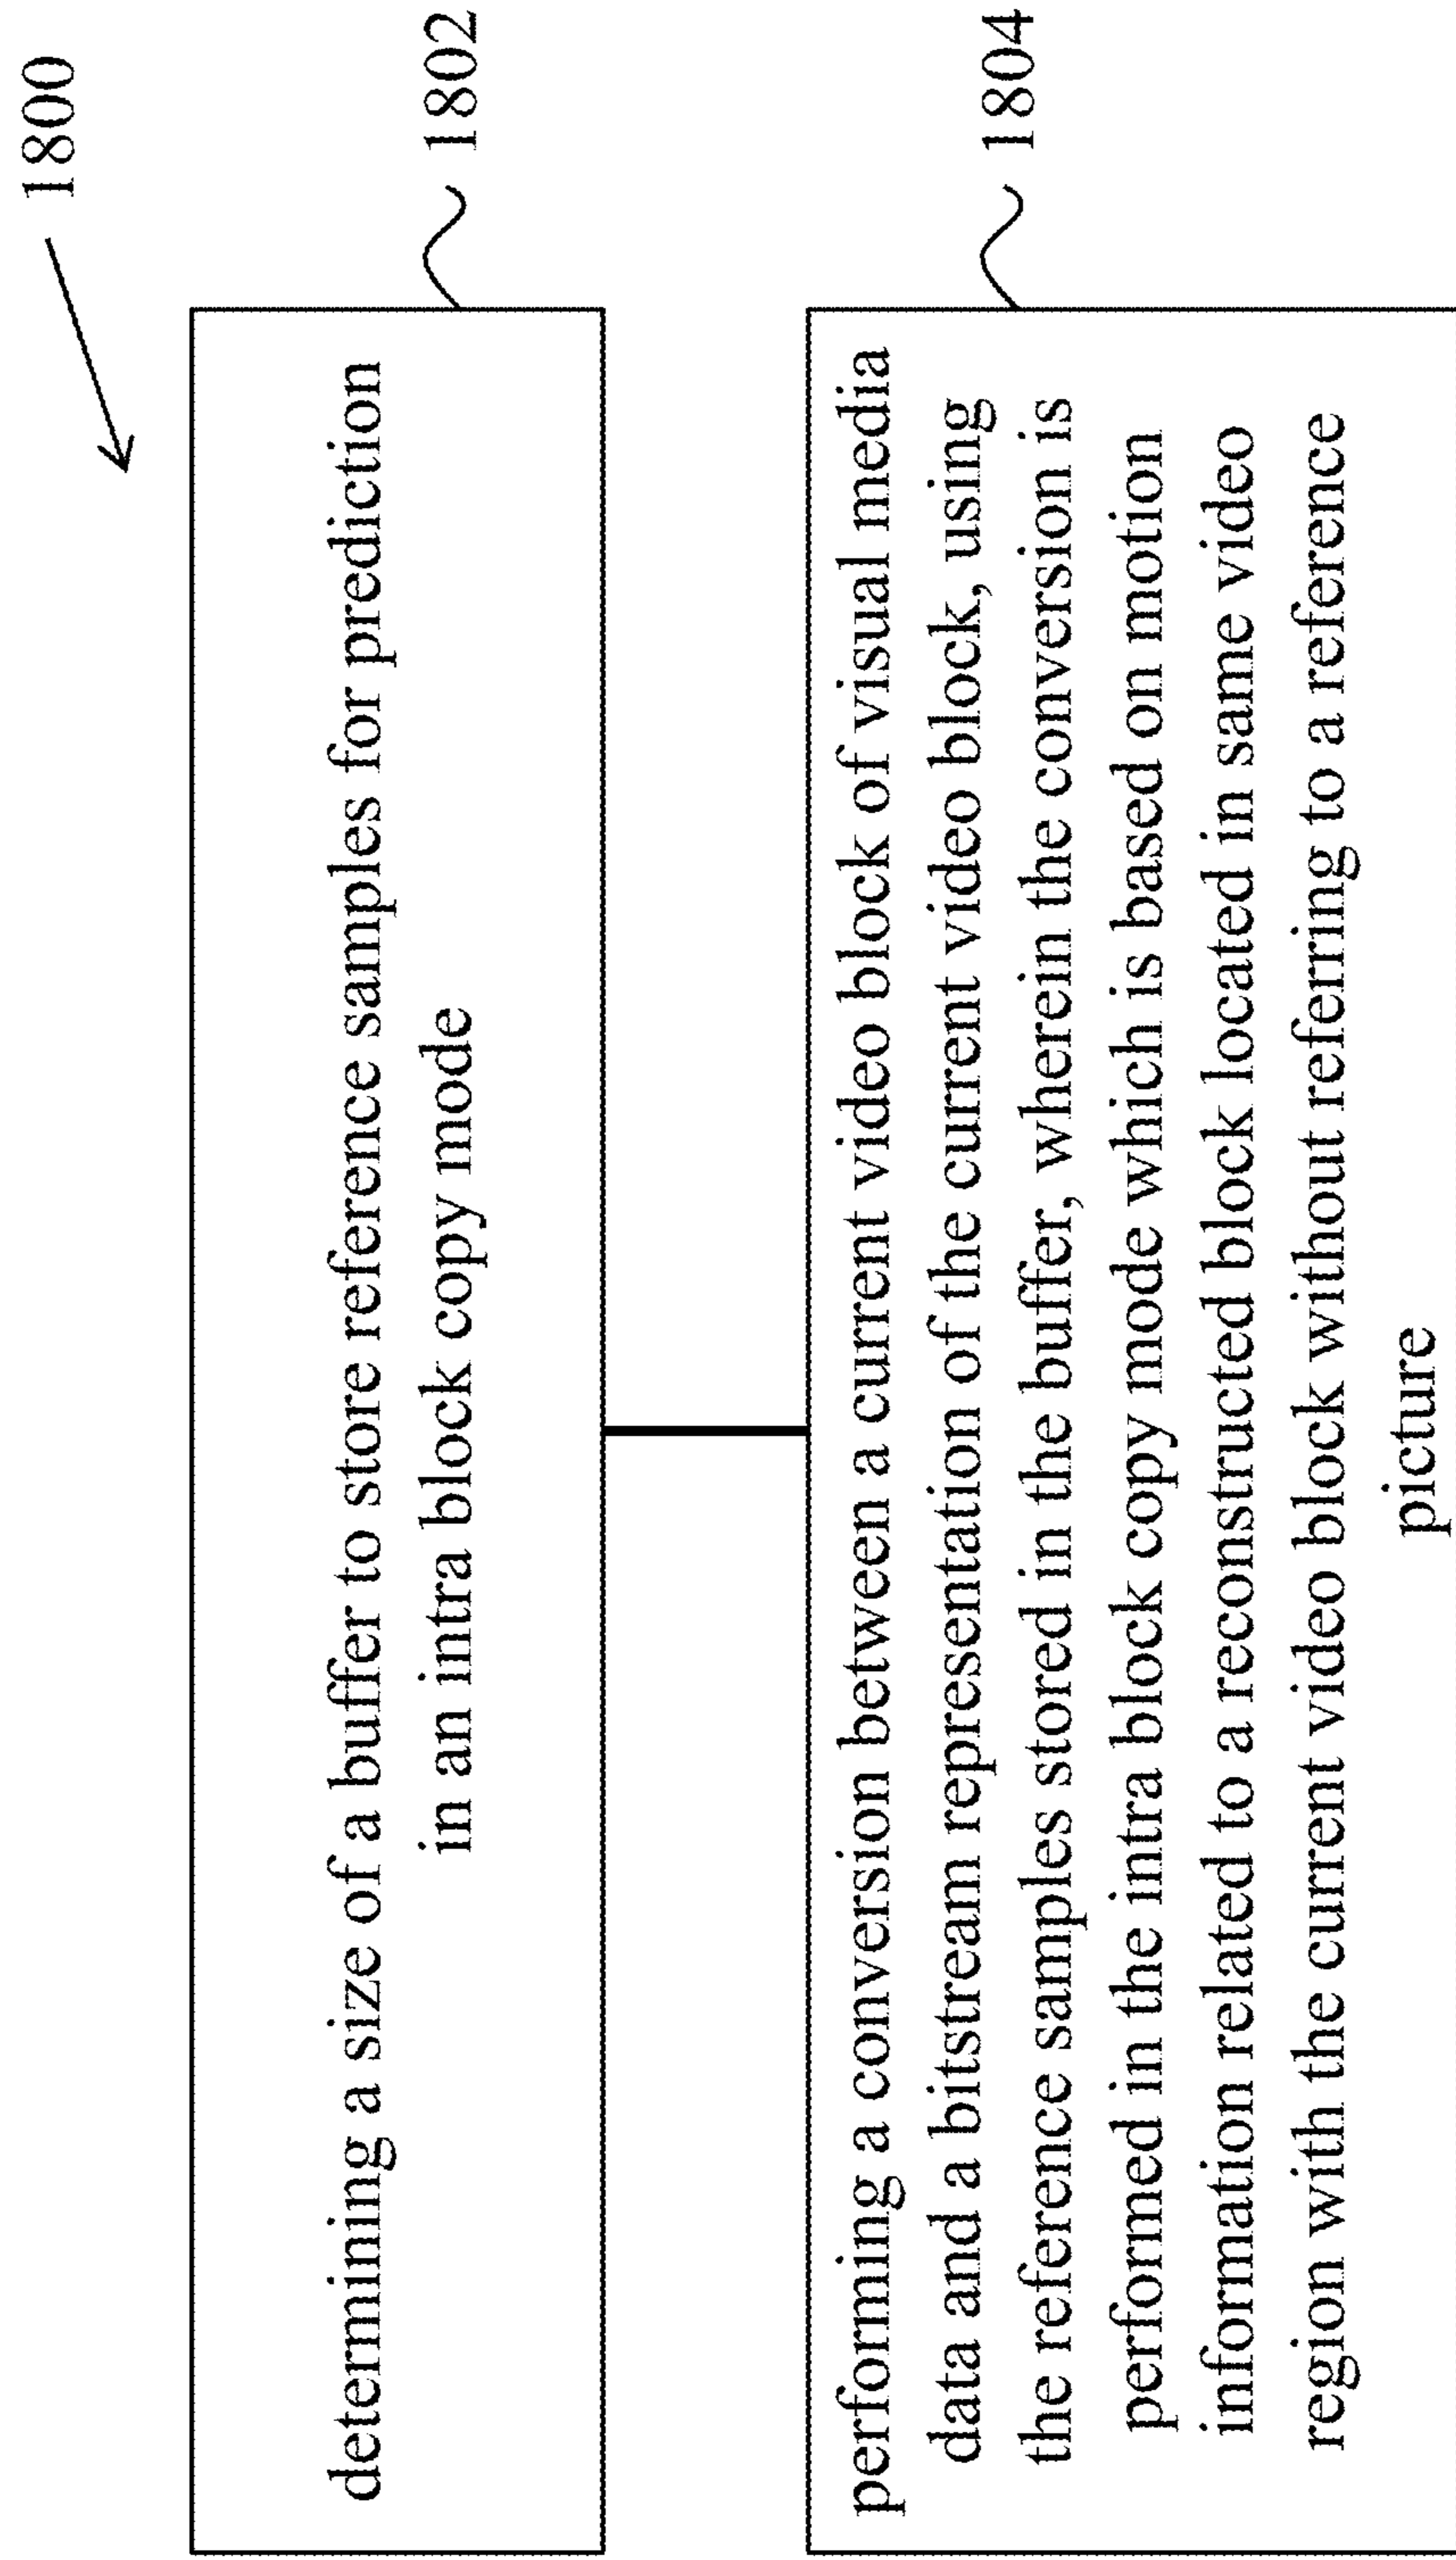 1800
determining a size of a buffer to store reference samples for prediction
in an intra block copy mode
1802
performing a conversion between a current video block of visual media
data and a bitstream representation of the current video block, using
the reference samples stored in the buffer, wherein the conversion is
performed in the intra block copy mode which is based on motion
information related to a reconstructed block located in same video
region with the current video block without referring to a reference
picture
1804